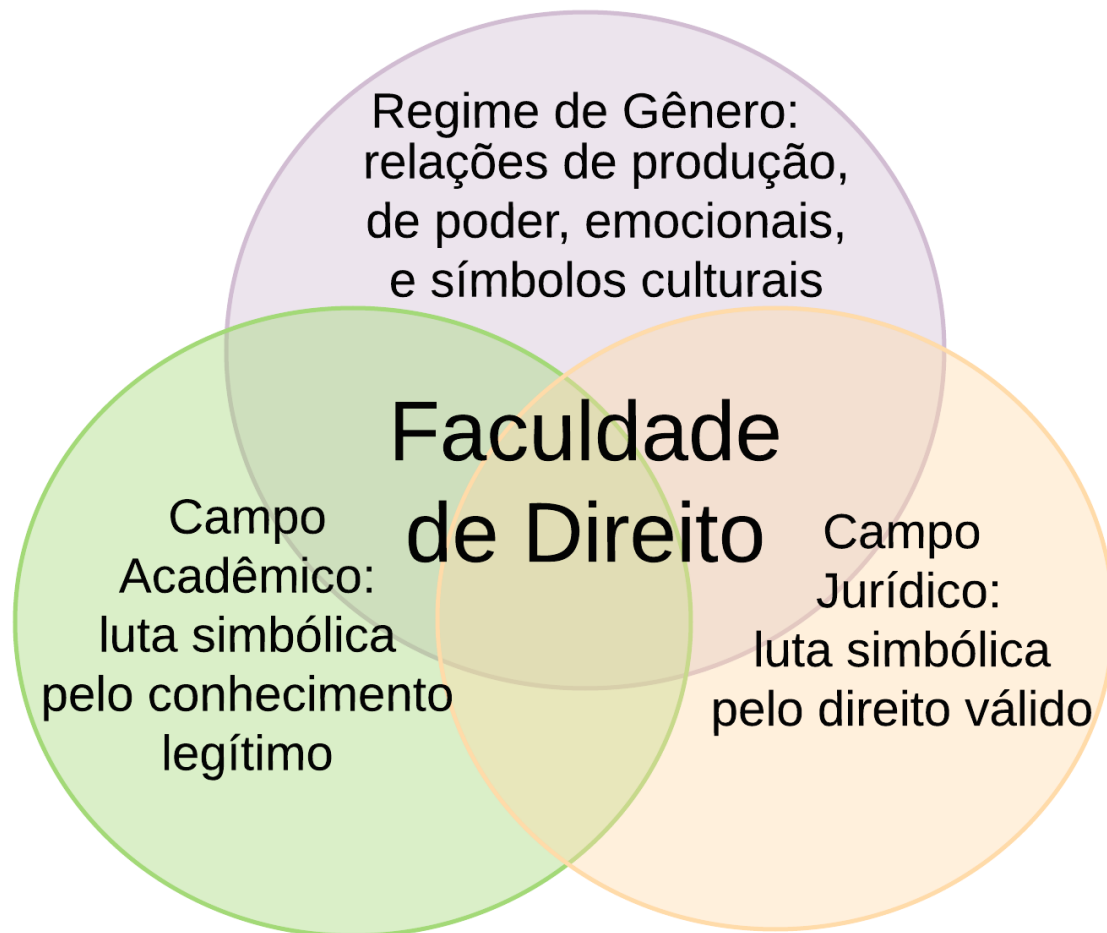 Regime de Gênero:
relações de produção,
de poder, emocionais,
e símbolos culturais
Faculdade
de Direito
Campo
Acadêmico:
luta simbólica
pelo conhecimento
legítimo
Campo
Jurídico:
luta simbólica
pelo direito válido